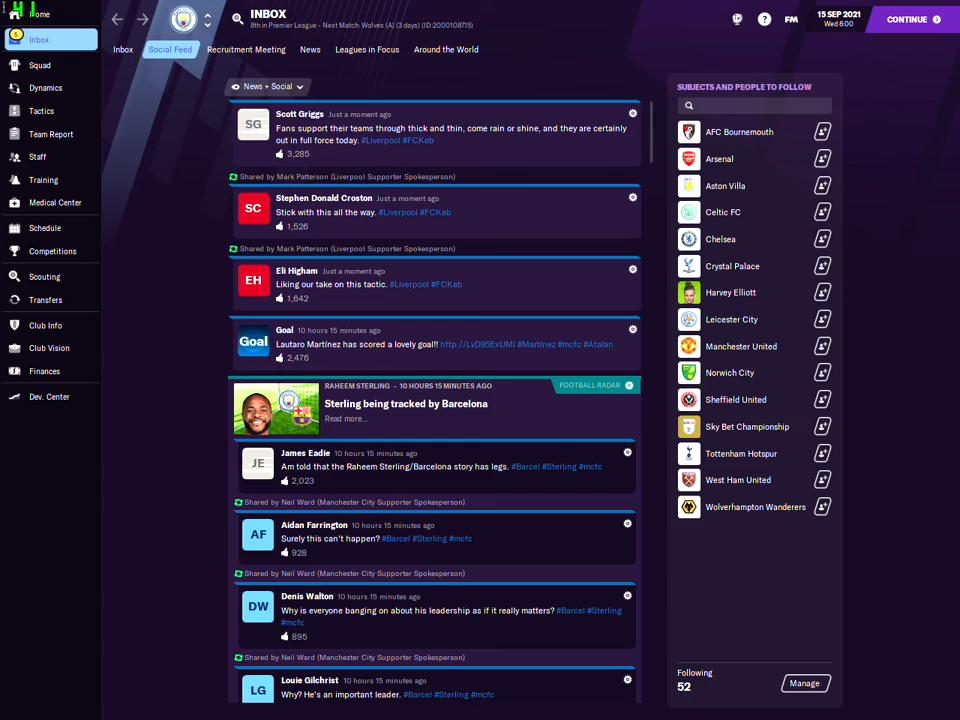 Home
INBOX
8th in Premier League - Next Match: Wolves (A) (3 days) (ID:2000108715)
FM
15 SEP 2021
Wed 8:00
CONTINUE
5
Inbox
Squad
Dynamics
Tactics
Team Report
Staff
Training
Medical Center
Schedule
Competitions
Scouting
Transfers
Club Info
Club Vision
Finances
Dev. Center
Inbox
Social Feed
Recruitment Meeting
News
Leagues in Focus
Around the World
News + Social
SG
Scott Griggs Just a moment ago
Fans support their teams through thick and thin, come rain or shine, and they are certainly
out in full force today. #Liverpool #FCKøb
3,285
Shared by Mark Patterson (Liverpool Supporter Spokesperson)
SC
Stephen Donald Croston Just a moment ago
Stick with this all the way. #Liverpool #FCKøb
1,526
Shared by Mark Patterson (Liverpool Supporter Spokesperson)
EH
Eli Higham Just a moment ago
Liking our take on this tactic. #Liverpool #FCKøb
1,642
Goal
Goal 10 hours 15 minutes ago
Lautaro Martínez has scored a lovely goal!! http://LvD95ExUMI #Martínez #mcfc #Atalan
2,476
RAHEEM STERLING - 10 HOURS 15 MINUTES AGO
FOOTBALL RADAR
Sterling being tracked by Barcelona
Read more...
JE
James Eadie 10 hours 15 minutes ago
Am told that the Raheem Sterling/Barcelona story has legs. #Barcel #Sterling #mcfc
2,023
Shared by Neil Ward (Manchester City Supporter Spokesperson)
AF
Aidan Farrington 10 hours 15 minutes ago
Surely this can't happen? #Barcel #Sterling #mcfc
928
Shared by Neil Ward (Manchester City Supporter Spokesperson)
DW
Denis Walton 10 hours 15 minutes ago
Why is everyone banging on about his leadership as if it really matters? #Barcel #Sterling
#mcfc
895
Shared by Neil Ward (Manchester City Supporter Spokesperson)
LG
Louie Gilchrist 10 hours 15 minutes ago
Why? He's an important leader. #Barcel #Sterling #mcfc
SUBJECTS AND PEOPLE TO FOLLOW
AFC Bournemouth
Arsenal
Aston Villa
Celtic FC
Chelsea
Crystal Palace
Harvey Elliott
Leicester City
Manchester United
Norwich City
Sheffield United
Sky Bet Championship
Tottenham Hotspur
West Ham United
Wolverhampton Wanderers
Following
52
Manage